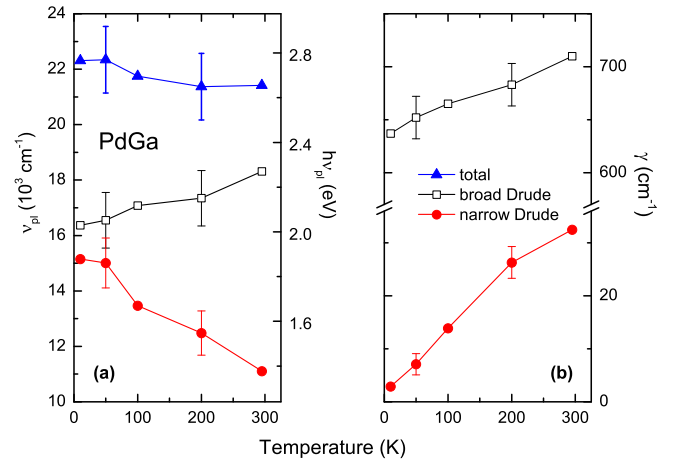 24
22
20
18
16
14
12
10
ν_pl (10³ cm⁻¹)
PdGa
(a)
2.8
2.4
2.0
1.6
hν_pl (eV)
0 100 200 300
total
broad Drude
narrow Drude
(b)
700
600
20
0
γ (cm⁻¹)
0 100 200 300
Temperature (K)